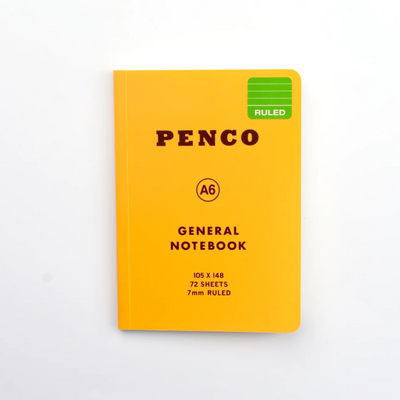 RULED
PENCO
A6
GENERAL
NOTEBOOK
105 X 148
72 SHEETS
7mm RULED